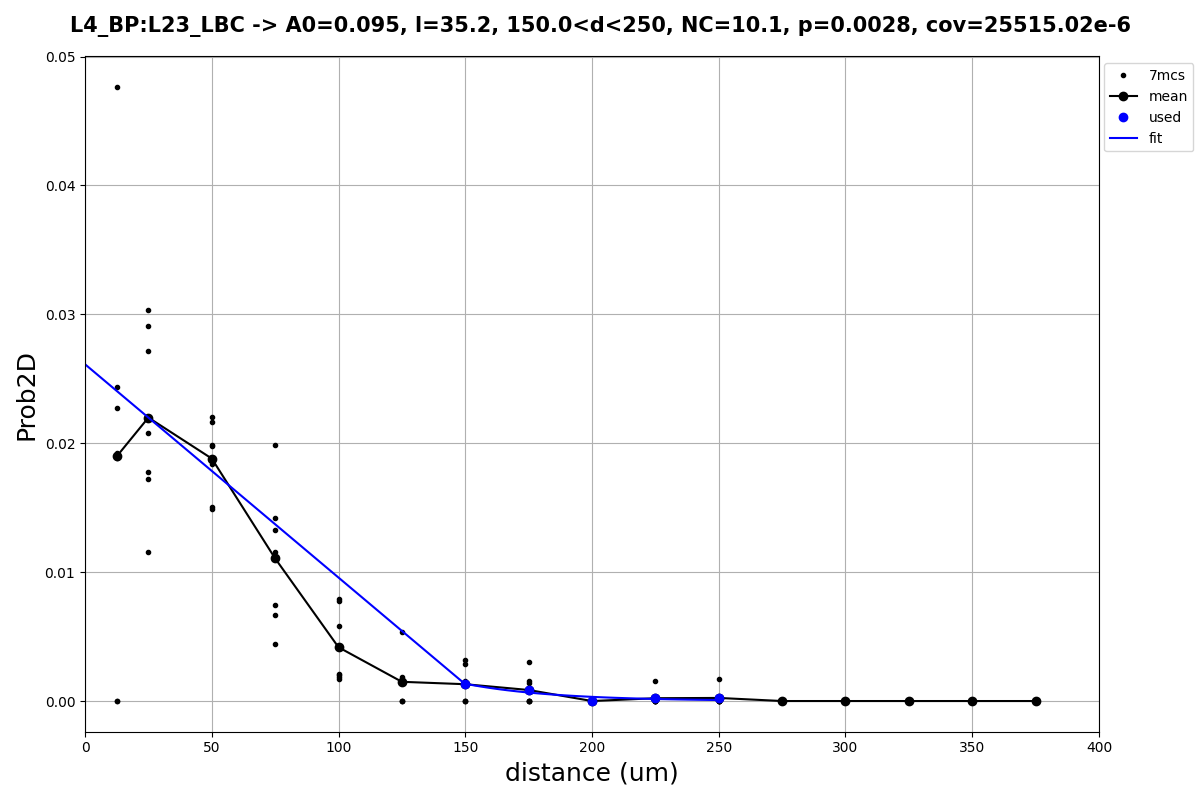 L4_BP:L23_LBC -> A0=0.095, l=35.2, 150.0<d<250, NC=10.1, p=0.0028, cov=25515.02e-6
7mcs
mean
used
fit
Prob2D
0.05
0.04
0.03
0.02
0.01
0.00
0 50 100 150 200 250 300 350 400
distance (um)